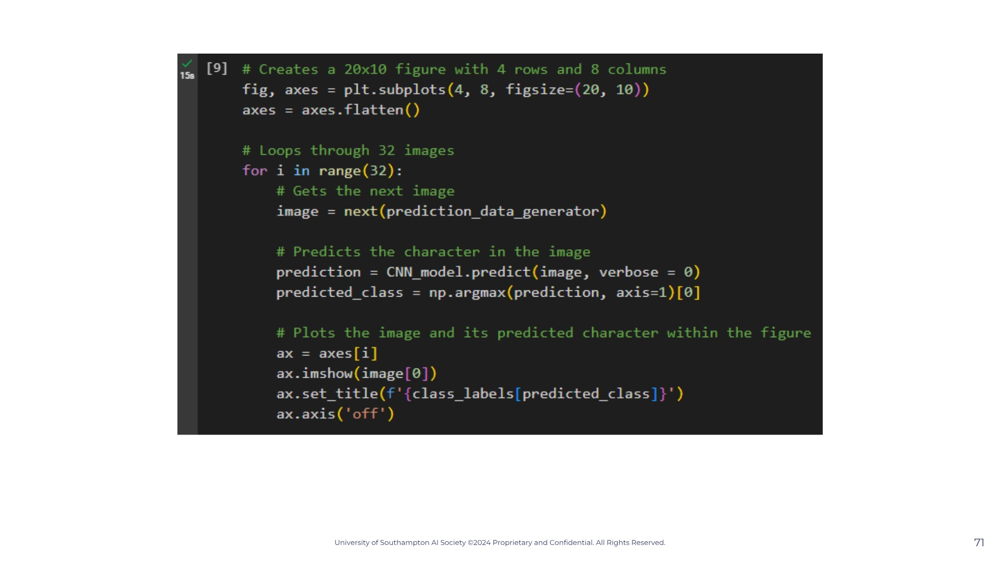 [9] # Creates a 20x10 figure with 4 rows and 8 columns
15s
fig, axes = plt.subplots(4, 8, figsize=(20, 10))
axes = axes.flatten()
# Loops through 32 images
for i in range(32):
# Gets the next image
image = next(prediction_data_generator)
# Predicts the character in the image
prediction = CNN_model.predict(image, verbose = 0)
predicted_class = np.argmax(prediction, axis=1)[0]
# Plots the image and its predicted character within the figure
ax = axes[i]
ax.imshow(image[0])
ax.set_title(f'{class_labels[predicted_class]}')
ax.axis('off')
University of Southampton AI Society ©2024 Proprietary and Confidential. All Rights Reserved.
71